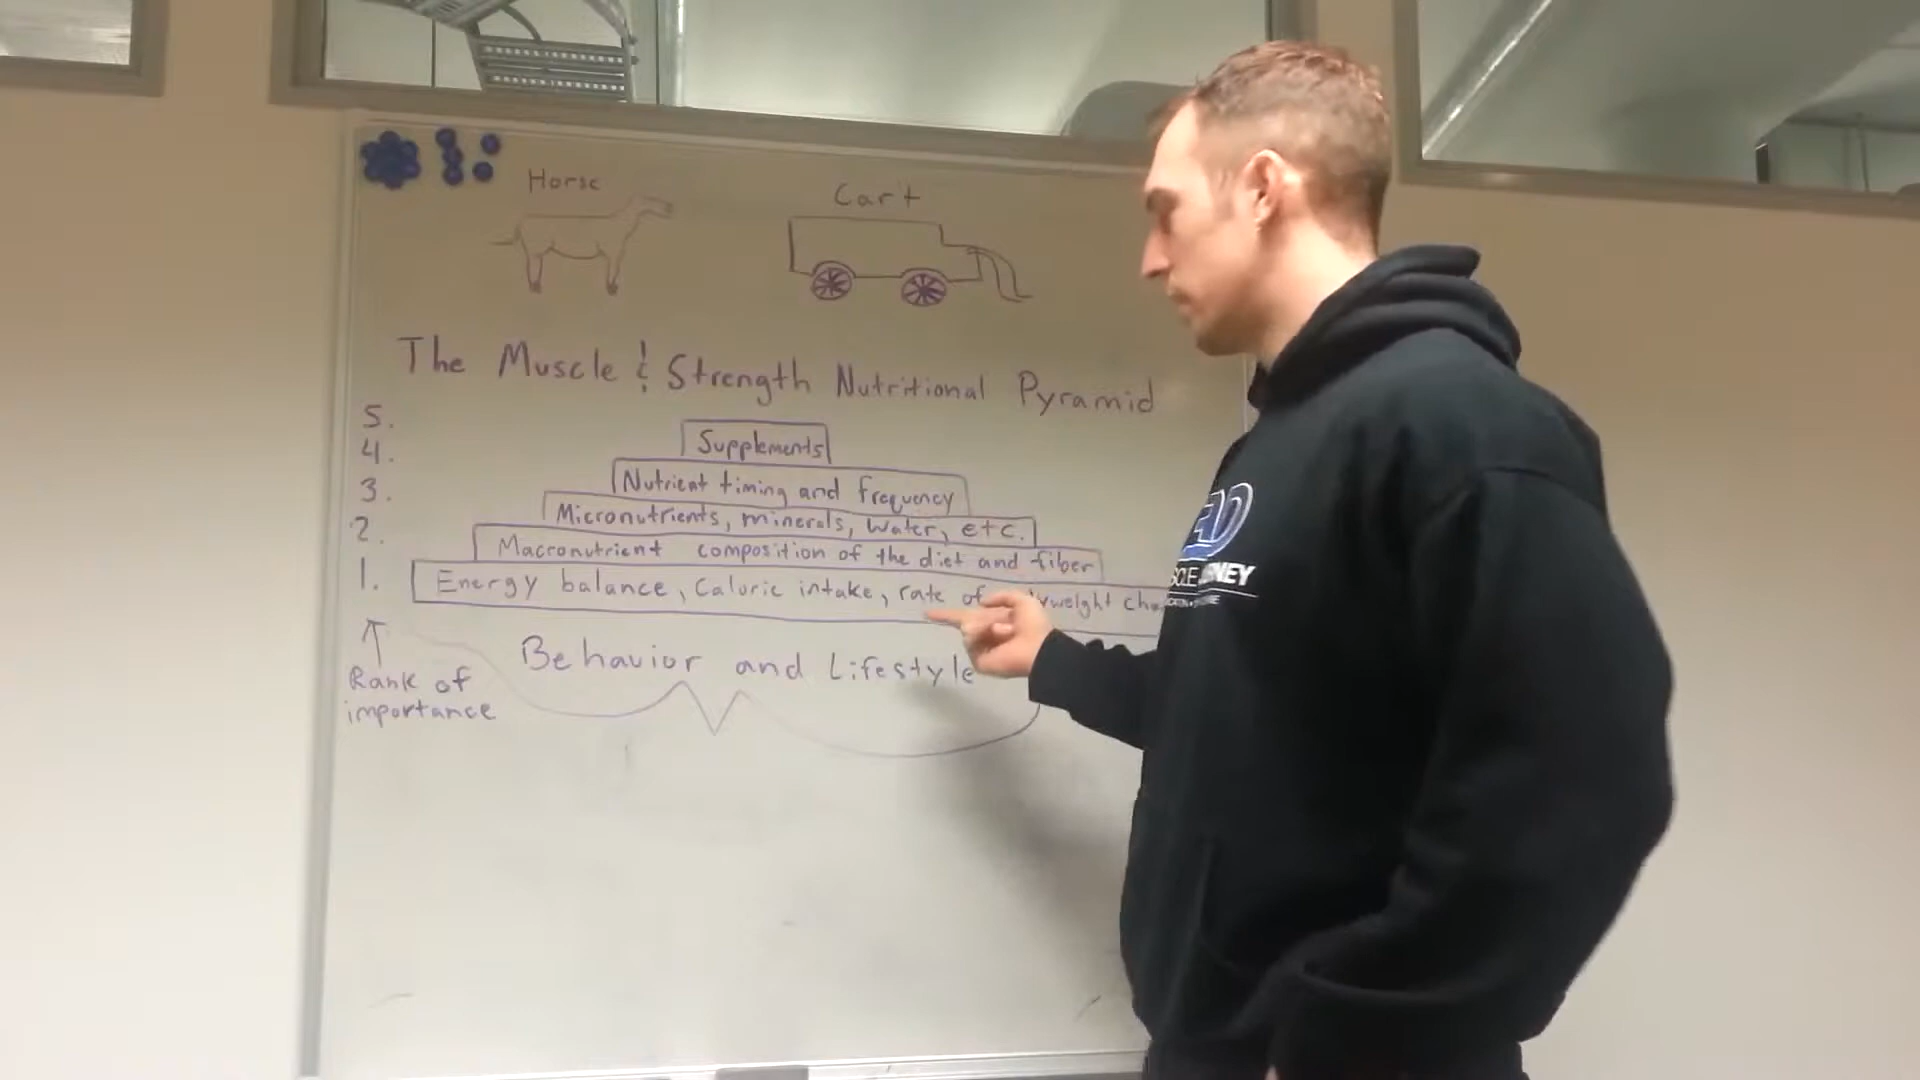 Horse
Cart
The Muscle & Strength Nutritional Pyramid
5.
Supplements
4.
Nutrient timing and frequency
3.
Micronutrients, minerals, water, etc.
2.
Macronutrient composition of the diet and fiber
1.
Energy balance, Caloric intake, rate of
Behavior and Lifestyle
Rank of
importance